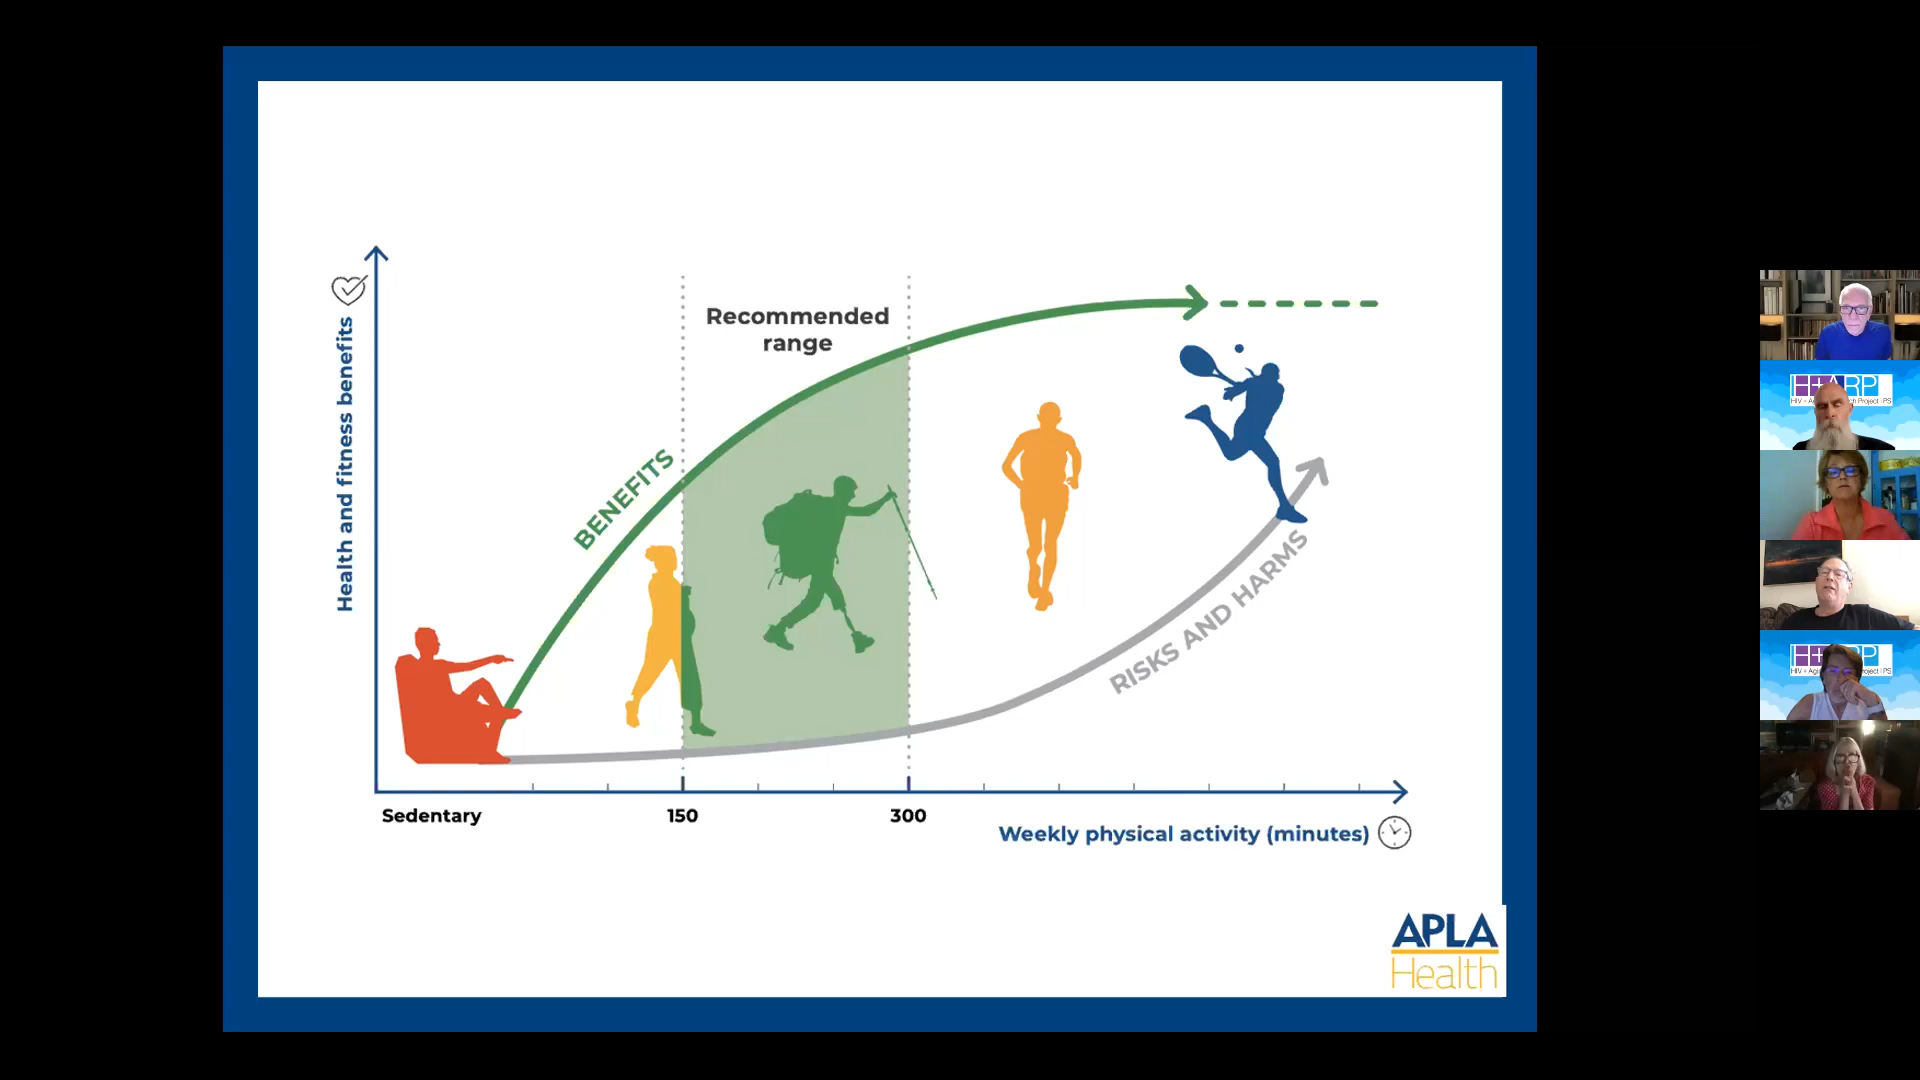 Recommended
range
Health and fitness benefits
BENEFITS
RISKS AND HARMS
Sedentary
150
300
Weekly physical activity (minutes)
APLA
Health
H+ARP